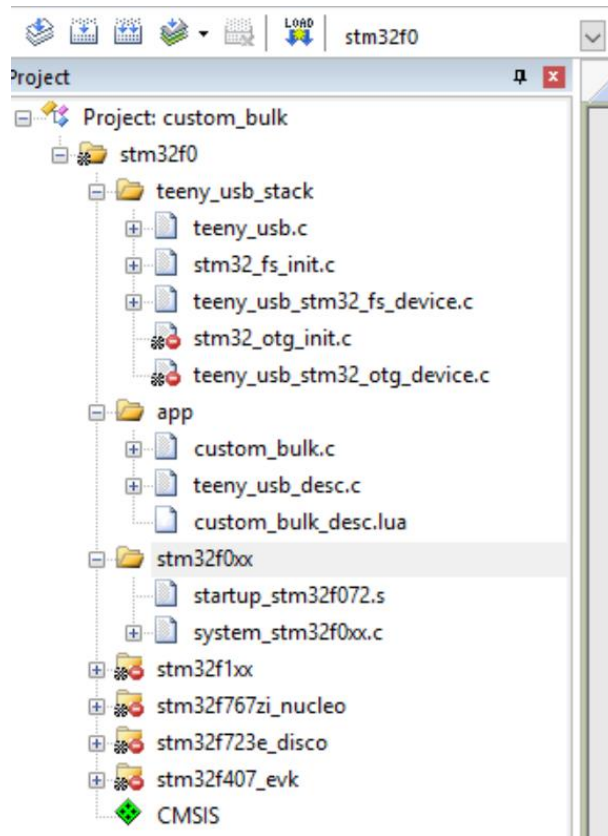 LOAD
stm32f0
Project
Project: custom_bulk
stm32f0
teeny_usb_stack
teeny_usb.c
stm32_fs_init.c
teeny_usb_stm32_fs_device.c
stm32_otg_init.c
teeny_usb_stm32_otg_device.c
app
custom_bulk.c
teeny_usb_desc.c
custom_bulk_desc.lua
stm32f0xx
startup_stm32f072.s
system_stm32f0xx.c
stm32f1xx
stm32f767zi_nucleo
stm32f723e_disco
stm32f407_evk
CMSIS